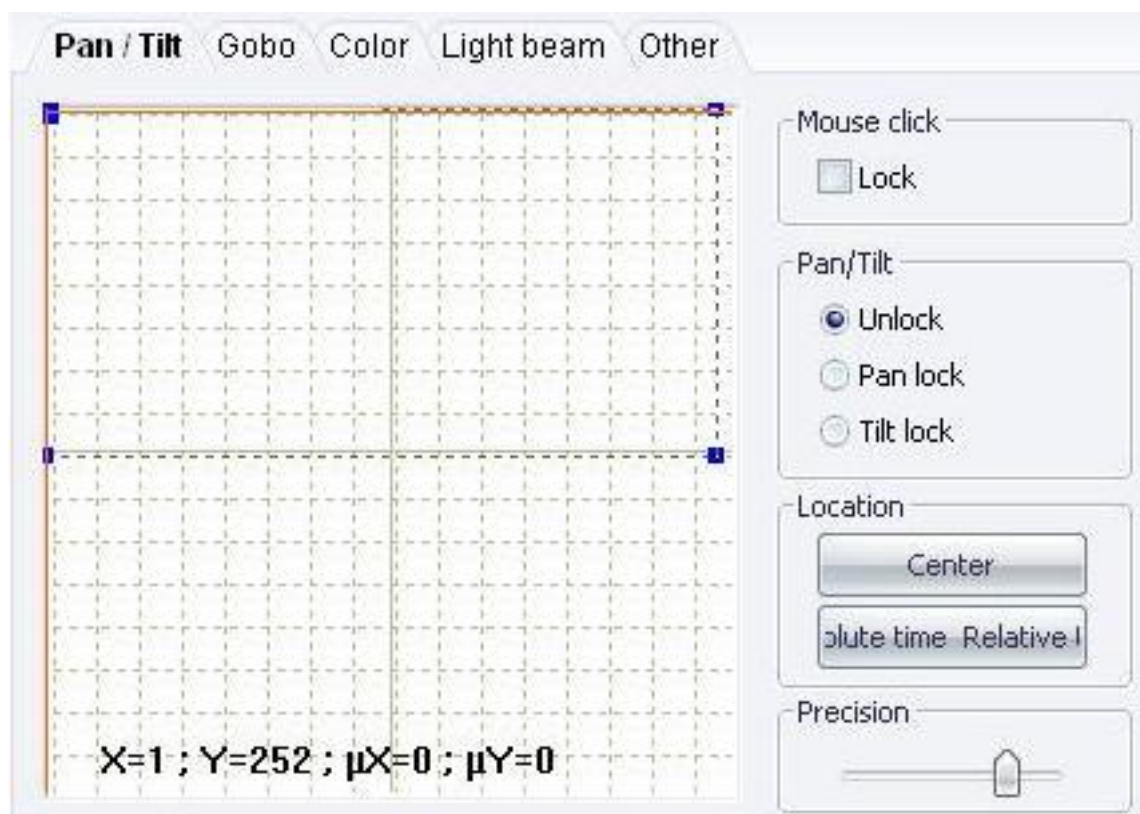 Pan / Tilt Gobo Color Light beam Other
Mouse click
Lock
Pan/Tilt
Unlock
Pan lock
Tilt lock
Location
Center
olute time Relative
Precision
X=1 ; Y=252 ; µX=0 ; µY=0